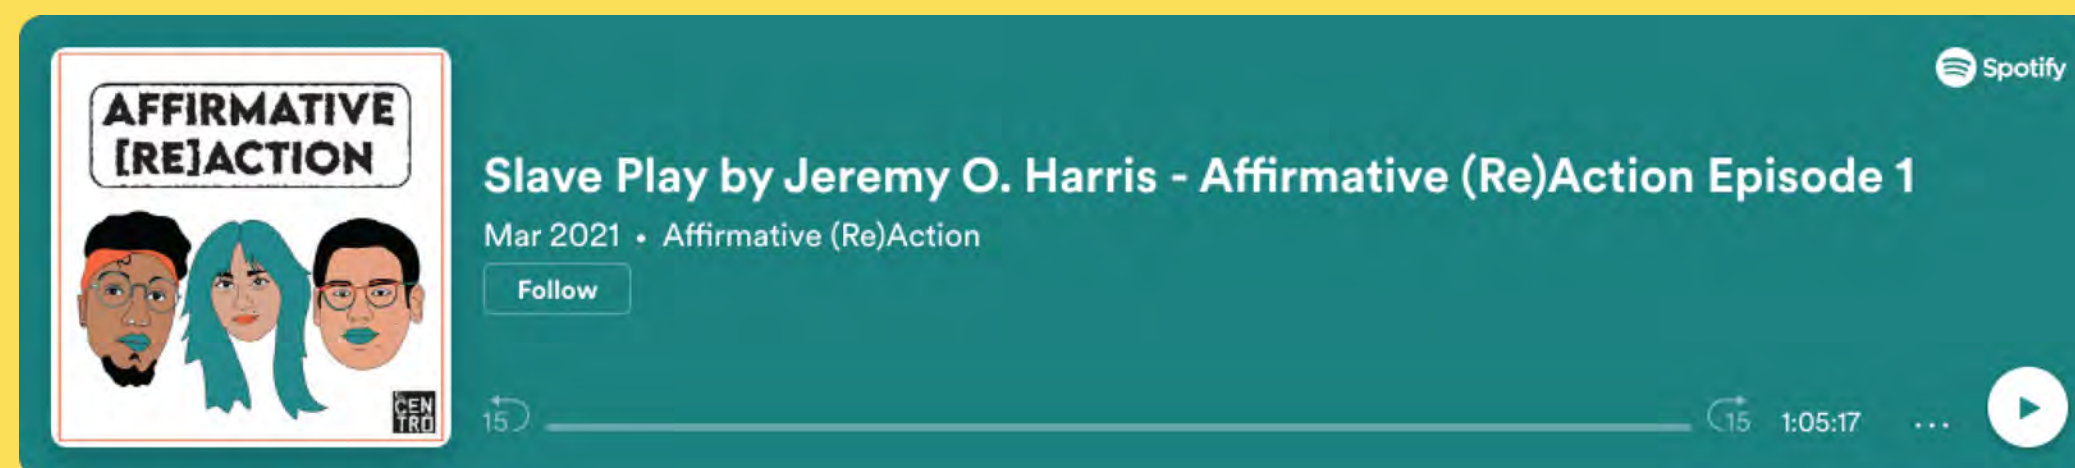 AFFIRMATIVE
[RE]ACTION
CEN
TRO
Spotify
Slave Play by Jeremy O. Harris - Affirmative (Re)Action Episode 1
Mar 2021 • Affirmative (Re)Action
Follow
15
15
1:05:17
...